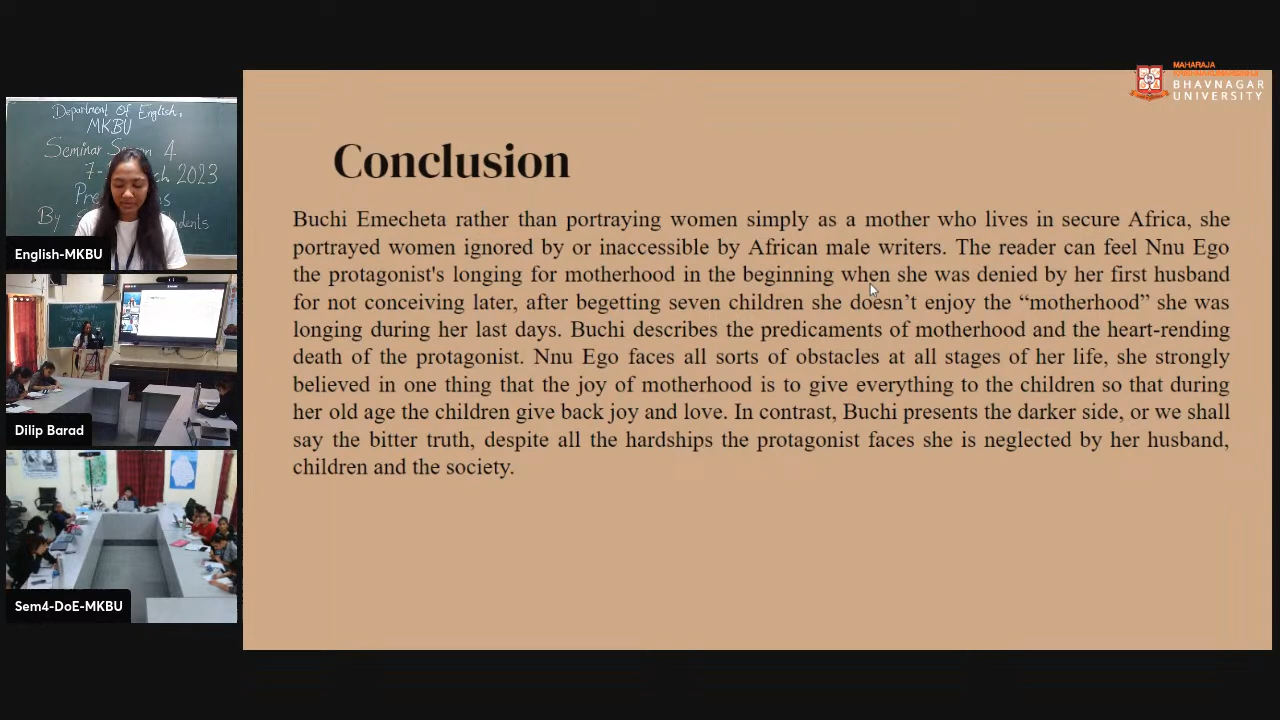 MAHARAJA
BHAVNAGAR
UNIVERSITY
Department Of English,
MKBU
Seminar
4
2023
By
English-MKBU
Dilip Barad
Sem4-DoE-MKBU
Conclusion
Buchi Emecheta rather than portraying women simply as a mother who lives in secure Africa, she
portrayed women ignored by or inaccessible by African male writers. The reader can feel Nnu Ego
the protagonist's longing for motherhood in the beginning when she was denied by her first husband
for not conceiving later, after begetting seven children she doesn’t enjoy the “motherhood” she was
longing during her last days. Buchi describes the predicaments of motherhood and the heart-rending
death of the protagonist. Nnu Ego faces all sorts of obstacles at all stages of her life, she strongly
believed in one thing that the joy of motherhood is to give everything to the children so that during
her old age the children give back joy and love. In contrast, Buchi presents the darker side, or we shall
say the bitter truth, despite all the hardships the protagonist faces she is neglected by her husband,
children and the society.